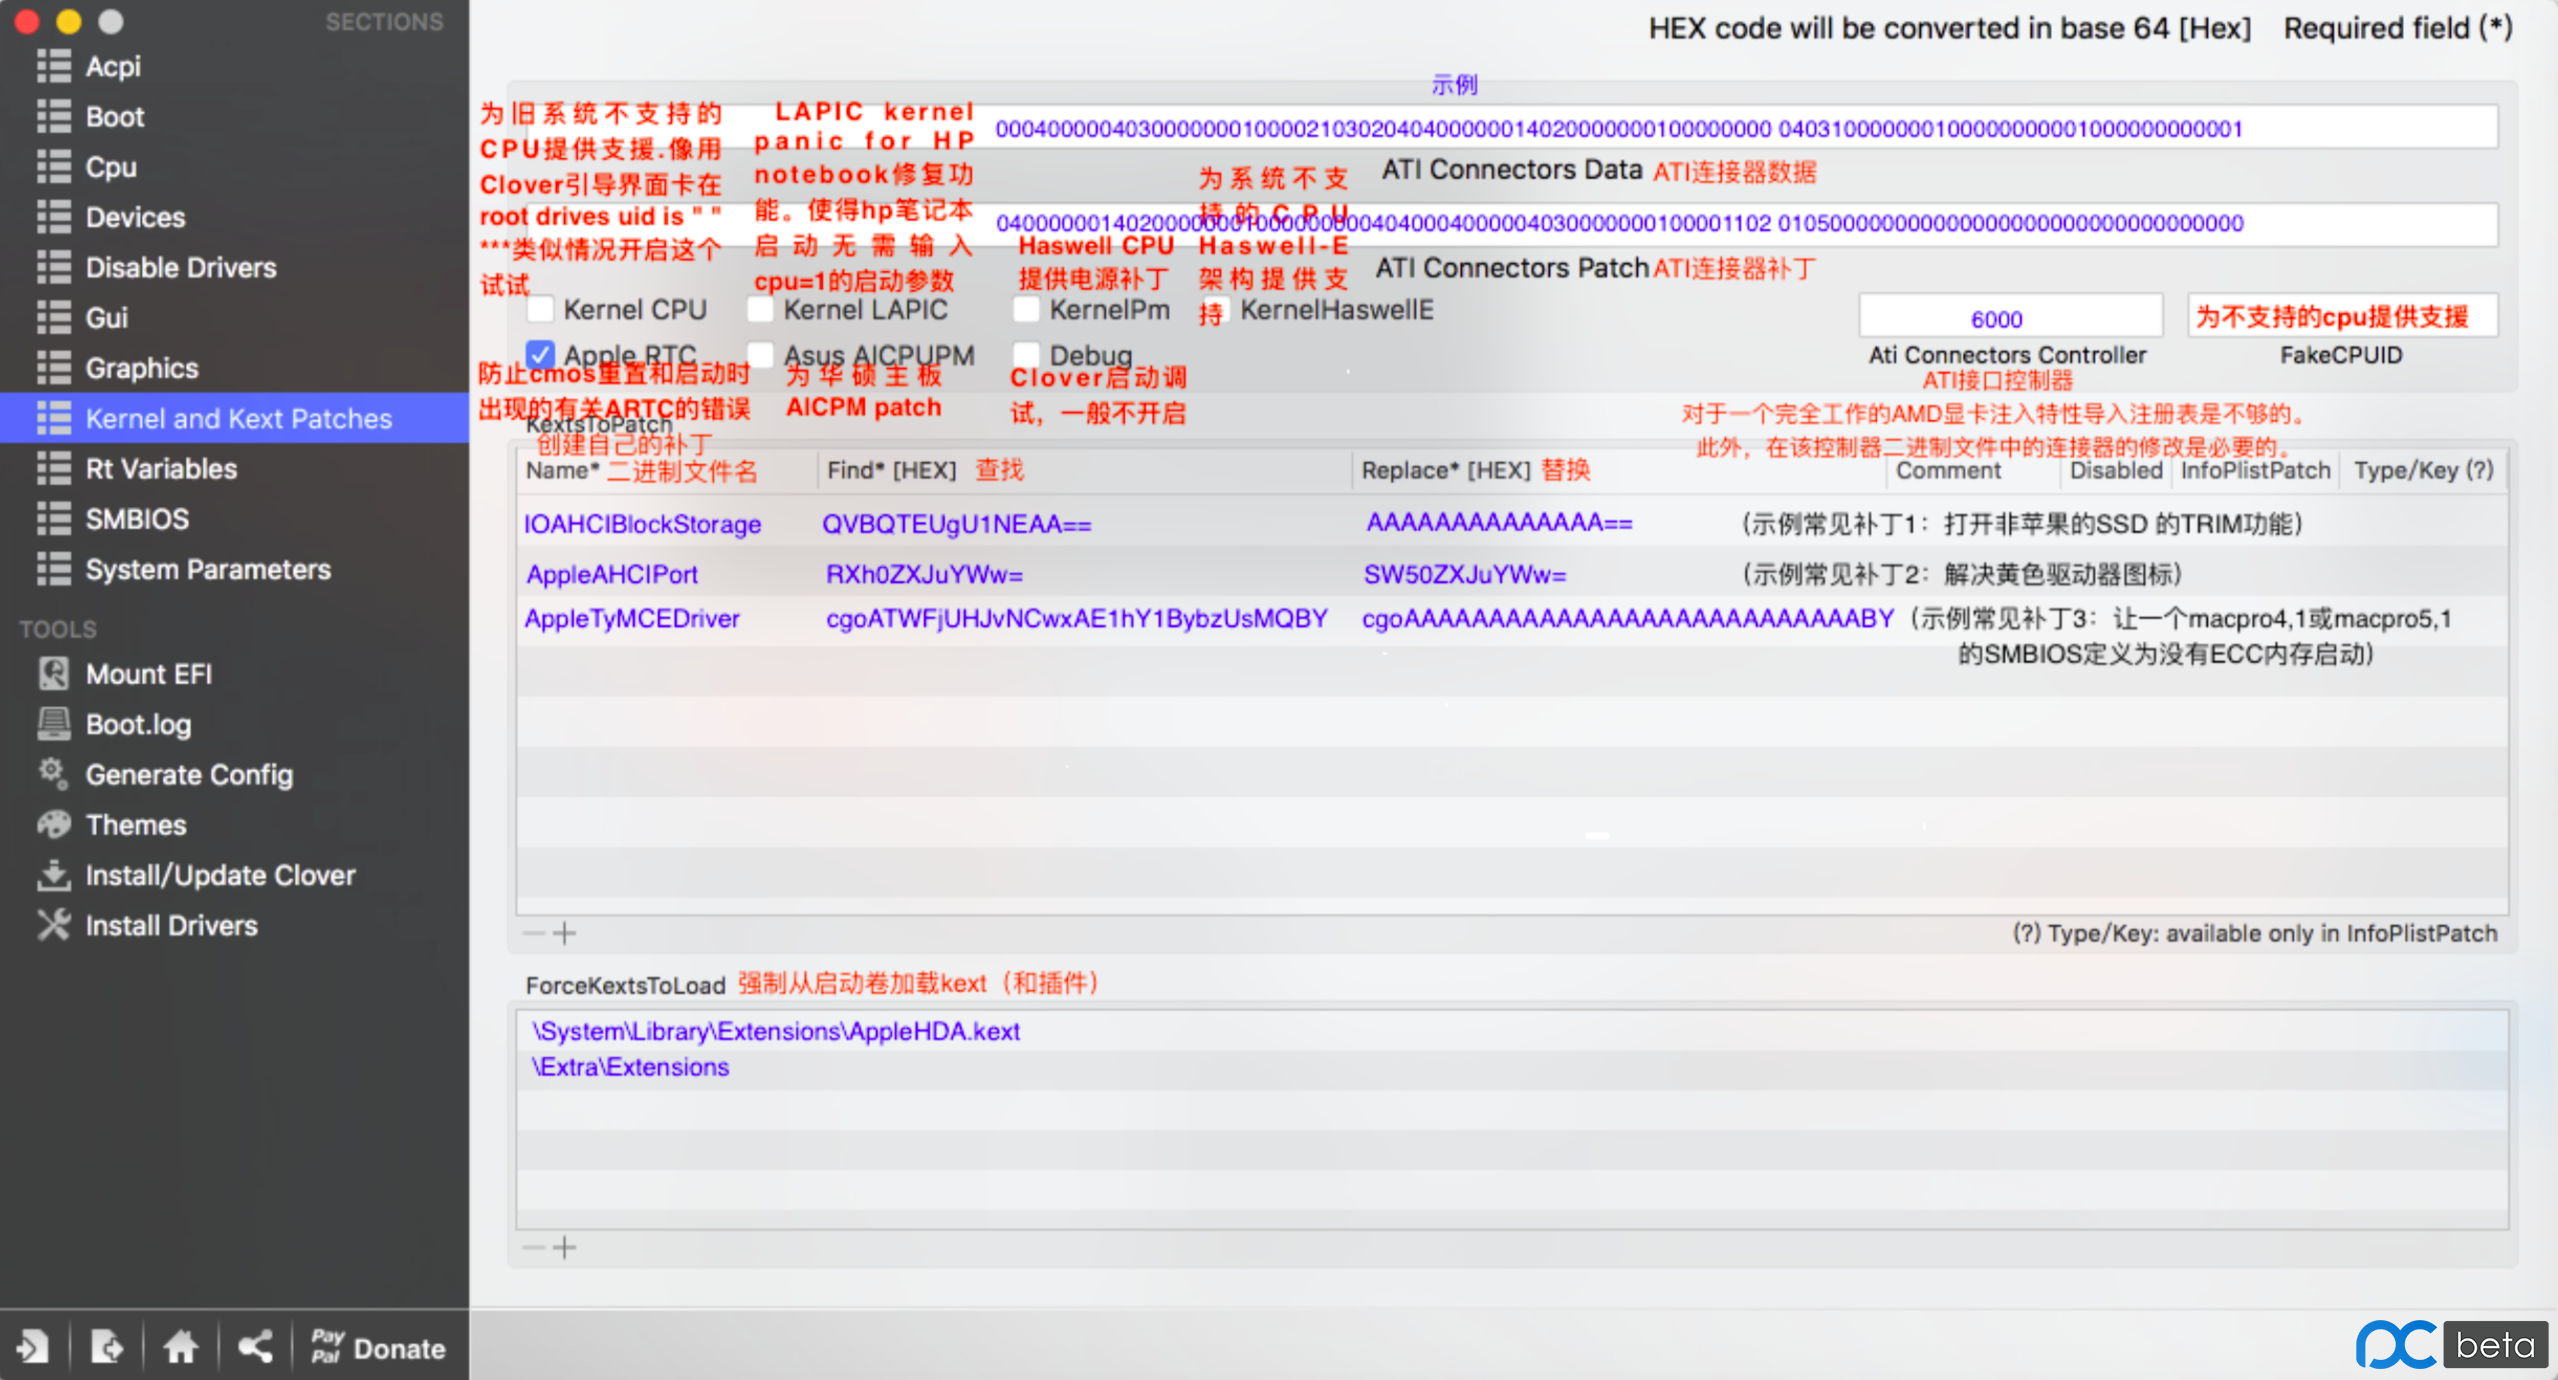 SECTIONS
Acpi
Boot
Cpu
Devices
Disable Drivers
Gui
Graphics
Kernel and Kext Patches
Rt Variables
SMBIOS
System Parameters
TOOLS
Mount EFI
Boot.log
Generate Config
Themes
Install/Update Clover
Install Drivers
Pay
Pal Donate
HEX code will be converted in base 64 [Hex] Required field (*)
示例
为旧系统不支持的
CPU提供支援.像用
Clover引导界面卡在
root drives uid is " "
***类似情况开启这个
试试
LAPIC kernel
panic for HP
notebook修复功
能。使得hp笔记本
启动无需输入
cpu=1的启动参数
Haswell CPU
提供电源补丁
为系统不支
持的CPU
Haswell-E
架构提供支
持
ATI Connectors Data ATI连接器数据
ATI Connectors Patch ATI连接器补丁
Kernel CPU
Kernel LAPIC
KernelPm
KernelHaswellE
6000
为不支持的cpu提供支援
Apple RTC
Asus AICPUPM
Debug
Ati Connectors Controller
FakeCPUID
防止cmos重置和启动时
出现的有关ARTC的错误
为华硕主板
AICPM patch
Clover启动调
试，一般不开启
ATI接口控制器
对于一个完全工作的AMD显卡注入特性导入注册表是不够的。
此外，在该控制器二进制文件中的连接器的修改是必要的。
KextsToPatch
创建自己的补丁
Name* 二进制文件名 Find* [HEX] 查找 Replace* [HEX] 替换 Comment Disabled InfoPlistPatch Type/Key (?)
IOAHCIBlockStorage QVBQTEUgU1NEAA== AAAAAAAAAAAAAA== （示例常见补丁1：打开非苹果的SSD 的TRIM功能）
AppleAHCIPort RXh0ZXJuYWw= SW50ZXJuYWw= （示例常见补丁2：解决黄色驱动器图标）
AppleTyMCEDriver cgoATWFjUHJvNCwxAE1hY1BybzUsMQBY cgoAAAAAAAAAAAAAAAAAAAAAAAAAAABY （示例常见补丁3：让一个macpro4,1或macpro5,1
的SMBIOS定义为没有ECC内存启动）
(?) Type/Key: available only in InfoPlistPatch
ForceKextsToLoad 强制从启动卷加载kext（和插件）
\System\Library\Extensions\AppleHDA.kext
\Extra\Extensions
pc beta